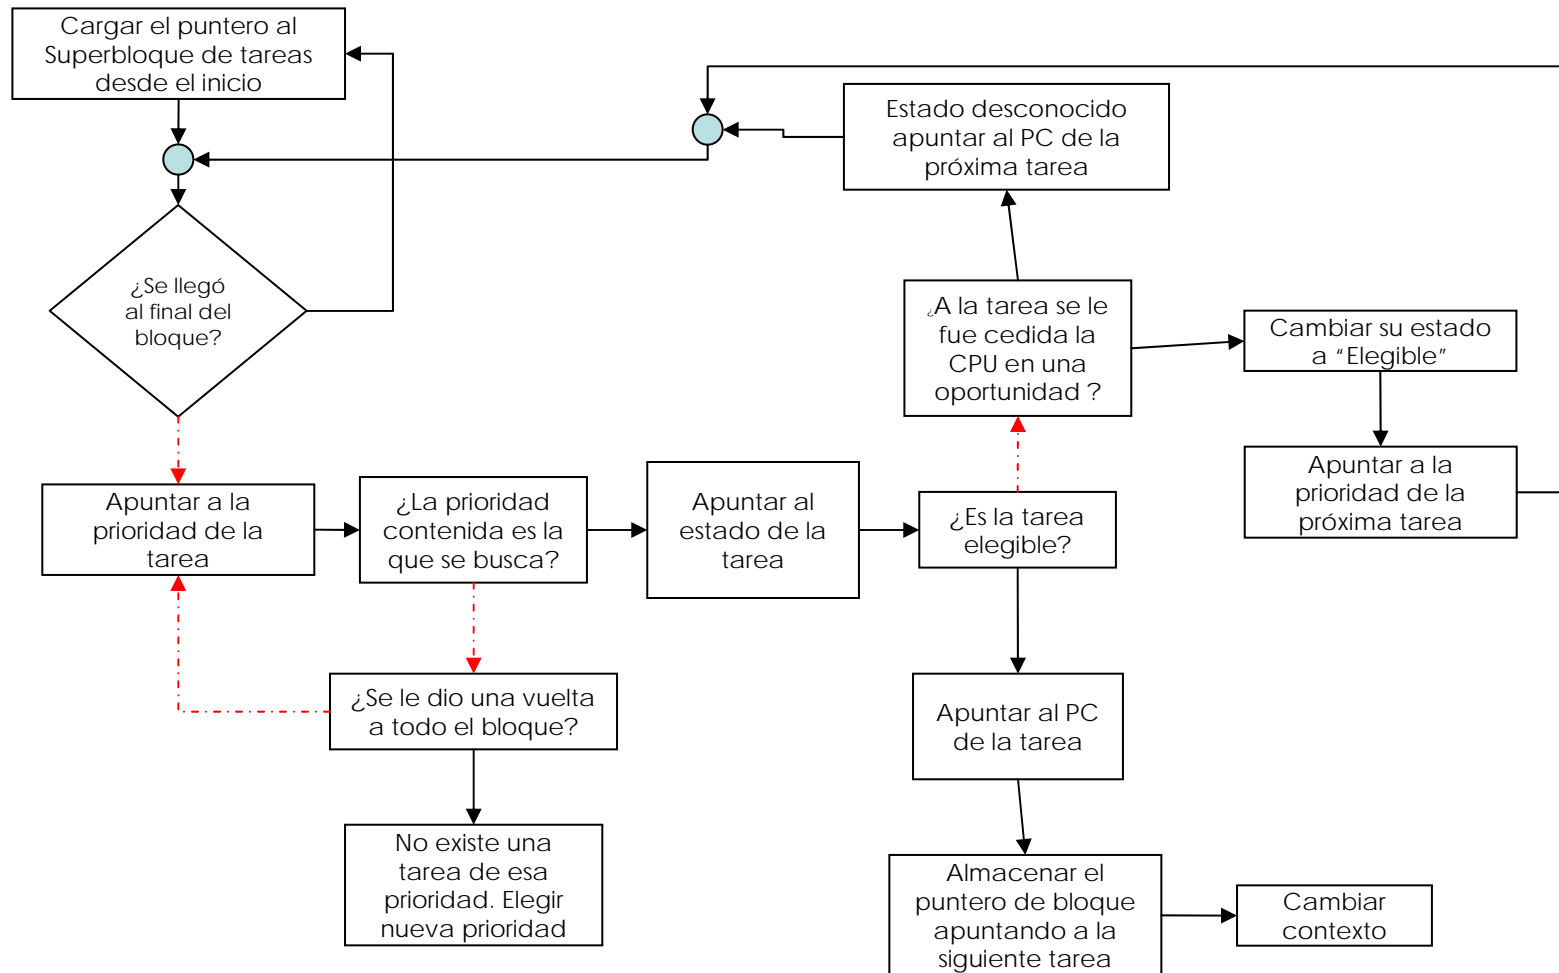 Cargar el puntero al
Superbloque de tareas
desde el inicio
Estado desconocido
apuntar al PC de la
próxima tarea
¿Se llegó
al final del
bloque?
¿A la tarea se le
fue cedida la
CPU en una
oportunidad ?
Cambiar su estado
a “Elegible”
Apuntar a la
prioridad de la
tarea
¿La prioridad
contenida es la
que se busca?
Apuntar al
estado de la
tarea
¿Es la tarea
elegible?
Apuntar a la
prioridad de la
próxima tarea
¿Se le dio una vuelta
a todo el bloque?
Apuntar al PC
de la tarea
No existe una
tarea de esa
prioridad. Elegir
nueva prioridad
Almacenar el
puntero de bloque
apuntando a la
siguiente tarea
Cambiar
contexto